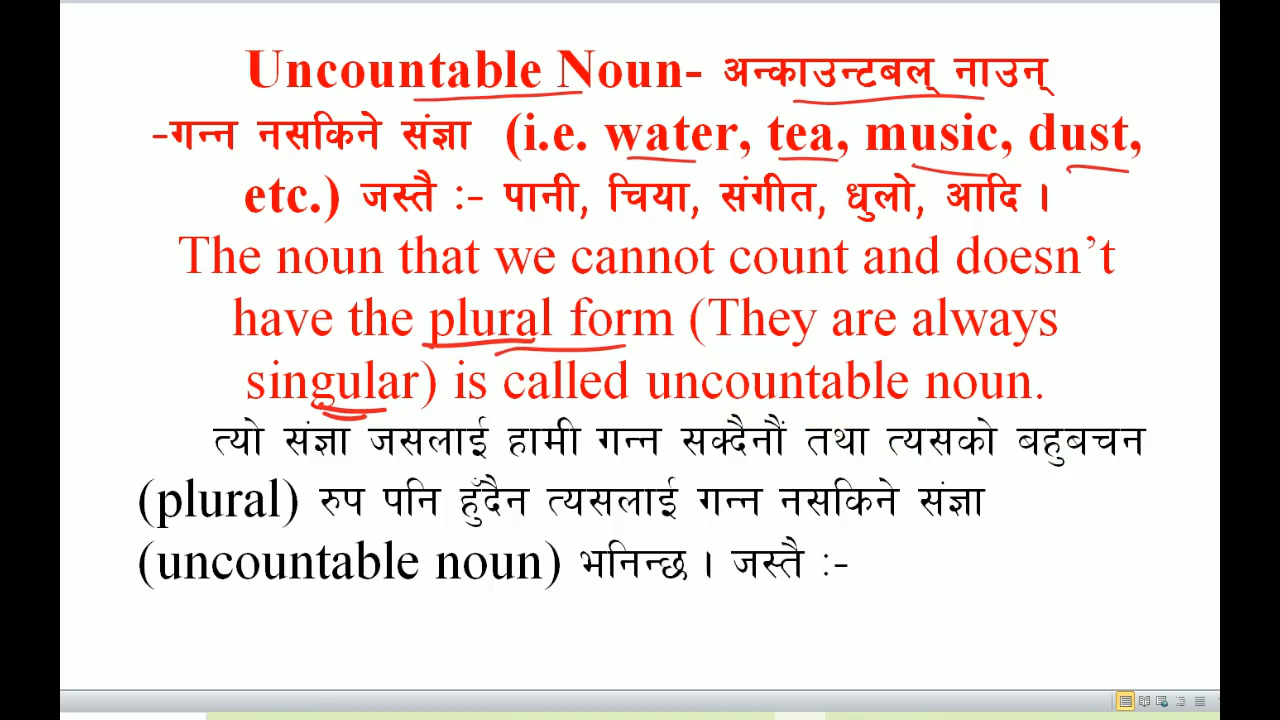 Uncountable Noun- अन्काउन्टबल् नाउन्
-गन्न नसकिने संज्ञा (i.e. water, tea, music, dust,
etc.) जस्तै :- पानी, चिया, संगीत, धुलो, आदि ।
The noun that we cannot count and doesn’t
have the plural form (They are always
singular) is called uncountable noun.
त्यो संज्ञा जसलाई हामी गन्न सक्दैनौं तथा त्यसको बहुबचन
(plural) रुप पनि हुँदैन त्यसलाई गन्न नसकिने संज्ञा
(uncountable noun) भनिन्छ । जस्तै :-